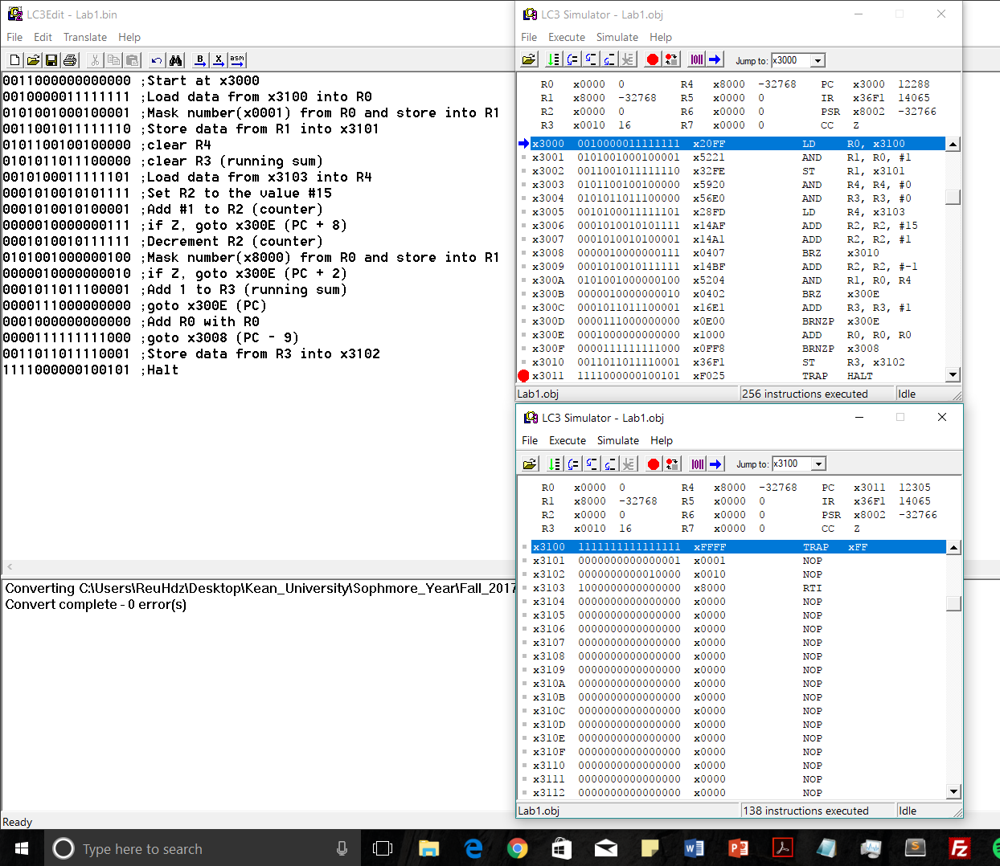 LC3Edit - Lab1.bin
File Edit Translate Help
0011000000000000 ;Start at x3000
0010000011111111 ;Load data from x3100 into R0
0101001000100001 ;Mask number(x0001) from R0 and store into R1
0011001011111110 ;Store data from R1 into x3101
0101100100100000 ;clear R4
0101011011100000 ;clear R3 (running sum)
0010100011111101 ;Load data from x3103 into R4
0001010010101111 ;Set R2 to the value #15
0001010010100001 ;Add #1 to R2 (counter)
0000010000000111 ;if Z, goto x300E (PC + 8)
0001010010111111 ;Decrement R2 (counter)
0101001000000100 ;Mask number(x8000) from R0 and store into R1
0000010000000010 ;if Z, goto x300E (PC + 2)
0001011011100001 ;Add 1 to R3 (running sum)
0000111000000000 ;goto x300E (PC)
0001000000000000 ;Add R0 with R0
0000111111111000 ;goto x3008 (PC - 9)
0011011011110001 ;Store data from R3 into x3102
1111000000100101 ;Halt
Converting C:\Users\ReuHdz\Desktop\Kean_University\Sophmore_Year\Fall_2017
Convert complete - 0 error(s)
Ready
LC3 Simulator - Lab1.obj
File Execute Simulate Help
Jump to: x3000
R0 x0000 0 R4 x8000 -32768 PC x3000 12288
R1 x8000 -32768 R5 x0000 0 IR x36F1 14065
R2 x0000 0 R6 x0000 0 PSR x8002 -32766
R3 x0010 16 R7 x0000 0 CC Z
x3000 0010000011111111 x20FF LD R0, x3100
x3001 0101001000100001 x5221 AND R1, R0, #1
x3002 0011001011111110 x32FE ST R1, x3101
x3003 0101100100100000 x5920 AND R4, R4, #0
x3004 0101011011100000 x56E0 AND R3, R3, #0
x3005 0010100011111101 x28FD LD R4, x3103
x3006 0001010010101111 x14AF ADD R2, R2, #15
x3007 0001010010100001 x14A1 ADD R2, R2, #1
x3008 0000010000000111 x0407 BRZ x3010
x3009 0001010010111111 x14BF ADD R2, R2, #-1
x300A 0101001000000100 x5204 AND R1, R0, R4
x300B 0000010000000010 x0402 BRZ x300E
x300C 0001011011100001 x16E1 ADD R3, R3, #1
x300D 0000111000000000 x0E00 BRNZP x300E
x300E 0001000000000000 x1000 ADD R0, R0, R0
x300F 0000111111111000 x0FF8 BRNZP x3008
x3010 0011011011110001 x36F1 ST R3, x3102
x3011 1111000000100101 xF025 TRAP HALT
Lab1.obj 256 instructions executed Idle
LC3 Simulator - Lab1.obj
File Execute Simulate Help
Jump to: x3100
R0 x0000 0 R4 x8000 -32768 PC x3011 12305
R1 x8000 -32768 R5 x0000 0 IR x36F1 14065
R2 x0000 0 R6 x0000 0 PSR x8002 -32766
R3 x0010 16 R7 x0000 0 CC Z
x3100 1111111111111111 xFFFF TRAP xFF
x3101 0000000000000001 x0001 NOP
x3102 0000000000010000 x0010 NOP
x3103 1000000000000000 x8000 RTI
x3104 0000000000000000 x0000 NOP
x3105 0000000000000000 x0000 NOP
x3106 0000000000000000 x0000 NOP
x3107 0000000000000000 x0000 NOP
x3108 0000000000000000 x0000 NOP
x3109 0000000000000000 x0000 NOP
x310A 0000000000000000 x0000 NOP
x310B 0000000000000000 x0000 NOP
x310C 0000000000000000 x0000 NOP
x310D 0000000000000000 x0000 NOP
x310E 0000000000000000 x0000 NOP
x310F 0000000000000000 x0000 NOP
x3110 0000000000000000 x0000 NOP
x3111 0000000000000000 x0000 NOP
x3112 0000000000000000 x0000 NOP
Lab1.obj 138 instructions executed Idle
Type here to search